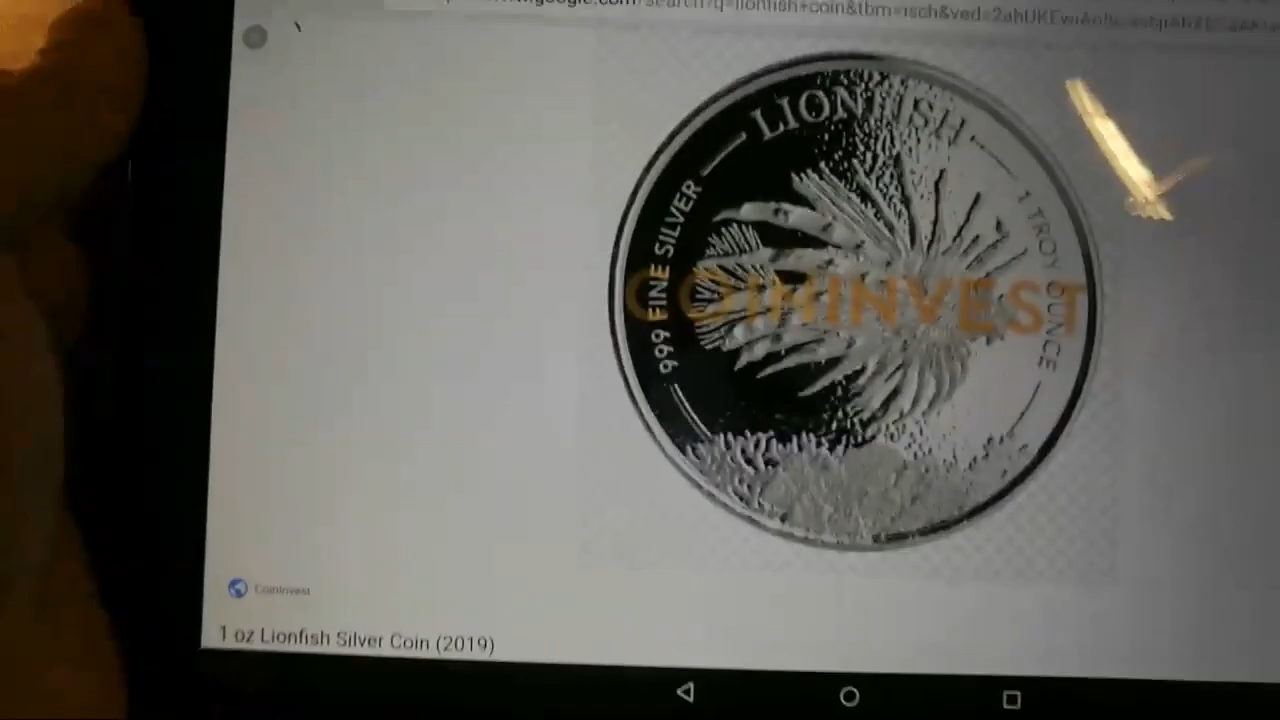 LIONFISH
999 FINE SILVER
1 TROY OUNCE
COININVEST
CoinInvest
1 oz Lionfish Silver Coin (2019)